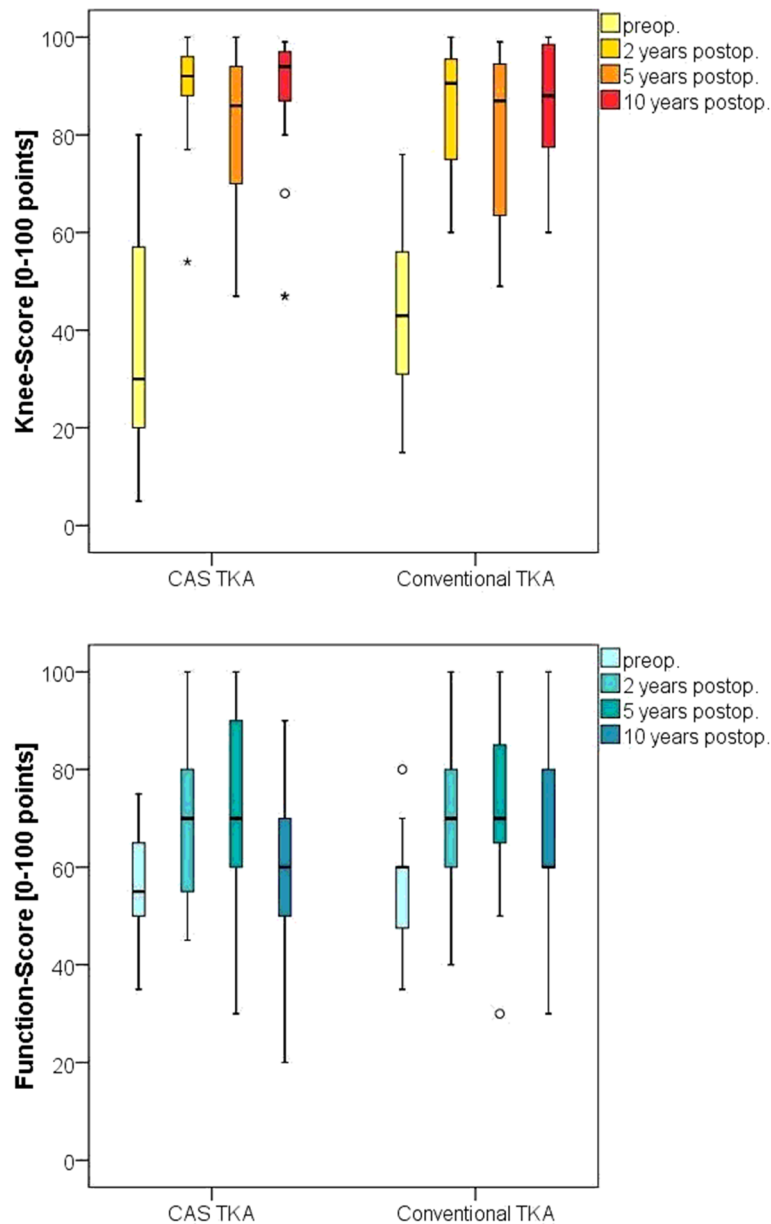 Knee-Score [0-100 points]
100
80
60
40
20
0
CAS TKA
Conventional TKA
preop.
2 years postop.
5 years postop.
10 years postop.
Function-Score [0-100 points]
100
80
60
40
20
0
CAS TKA
Conventional TKA
preop.
2 years postop.
5 years postop.
10 years postop.